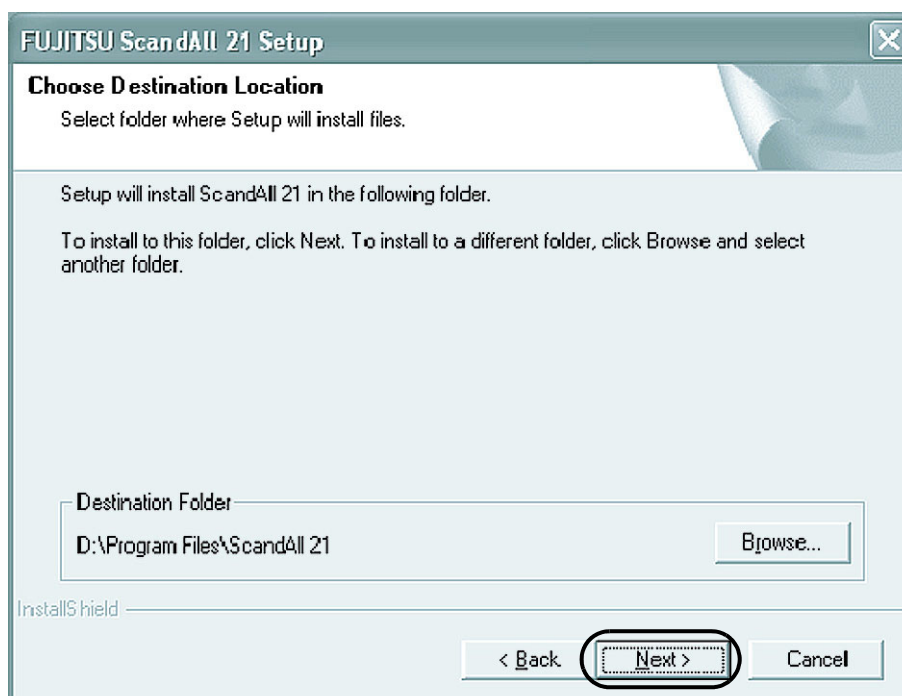 FUJITSU ScandAll 21 Setup
Choose Destination Location
Select folder where Setup will install files.
Setup will install ScandAll 21 in the following folder.
To install to this folder, click Next. To install to a different folder, click Browse and select
another folder.
Destination Folder
D:\Program Files\ScandAll 21
Browse...
InstallShield
< Back
Next >
Cancel